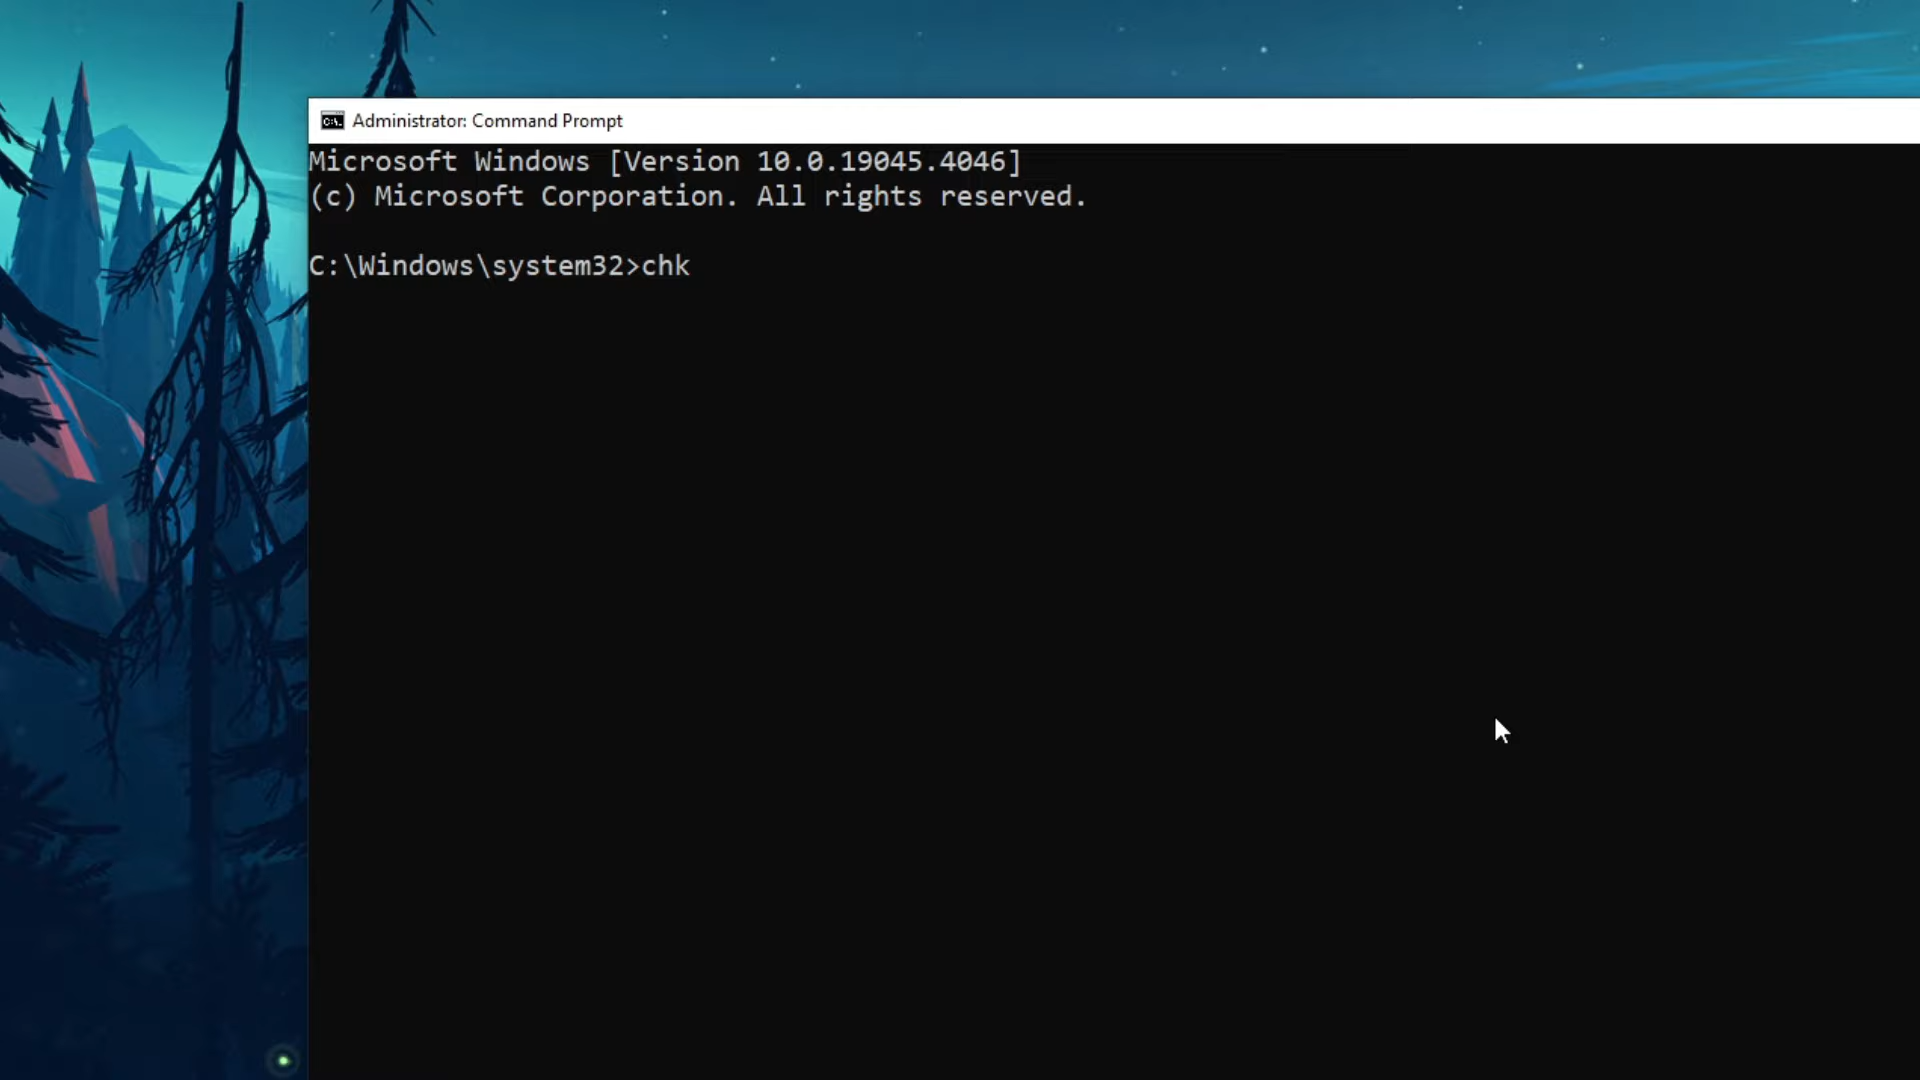 Administrator: Command Prompt
Microsoft Windows [Version 10.0.19045.4046]
(c) Microsoft Corporation. All rights reserved.
C:\Windows\system32>chk